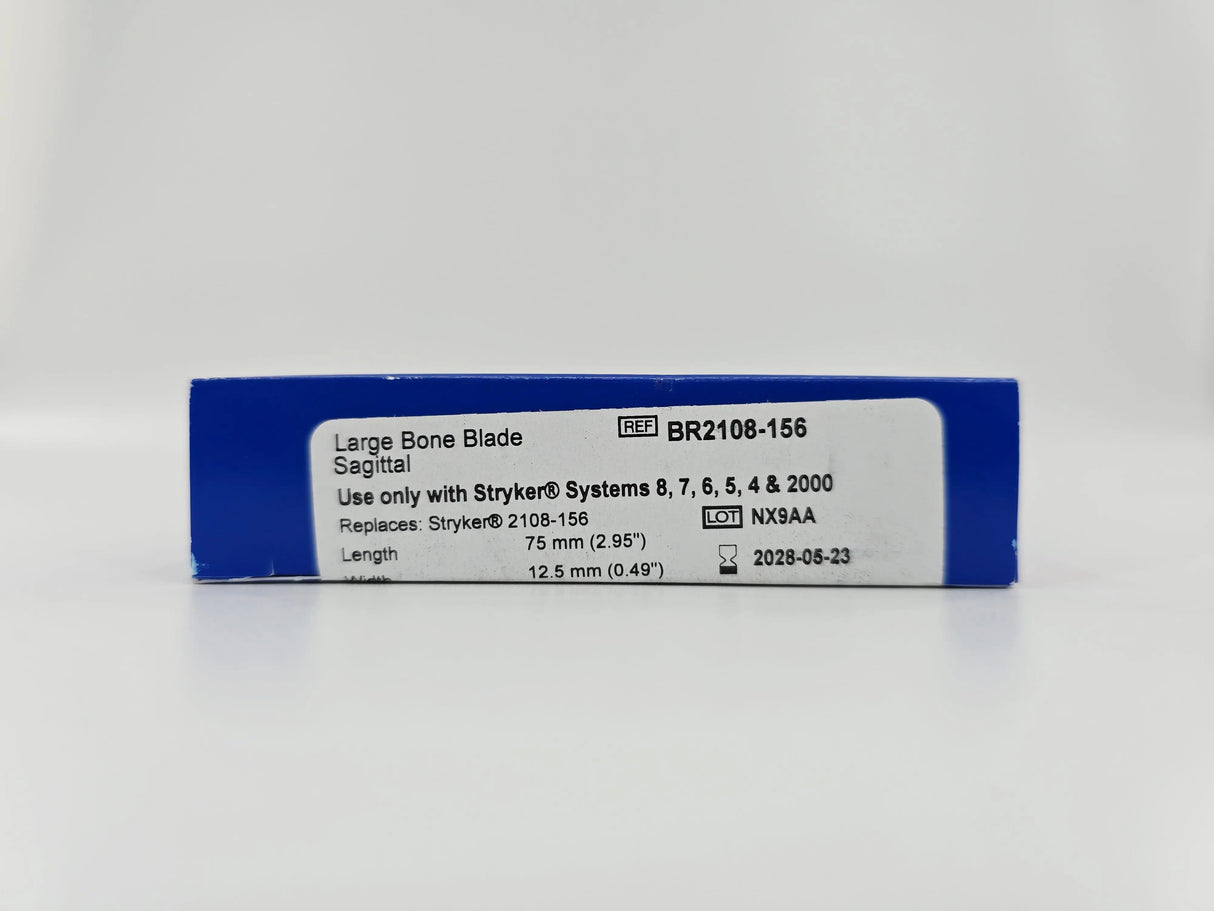 Large Bone Blade
Sagittal
REF BR2108-156
Use only with Stryker® Systems 8, 7, 6, 5, 4 & 2000
Replaces: Stryker® 2108-156
LOT NX9AA
Length 75 mm (2.95")
2028-05-23
Width 12.5 mm (0.49")